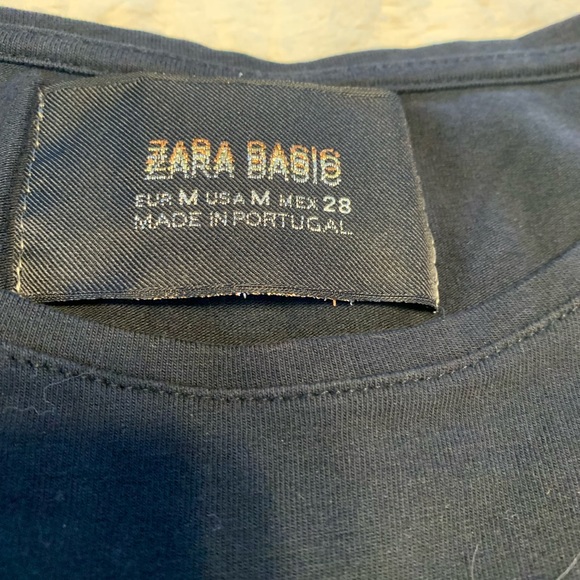 ZARA BASIC
EUR M USA M MEX 28
MADE IN PORTUGAL